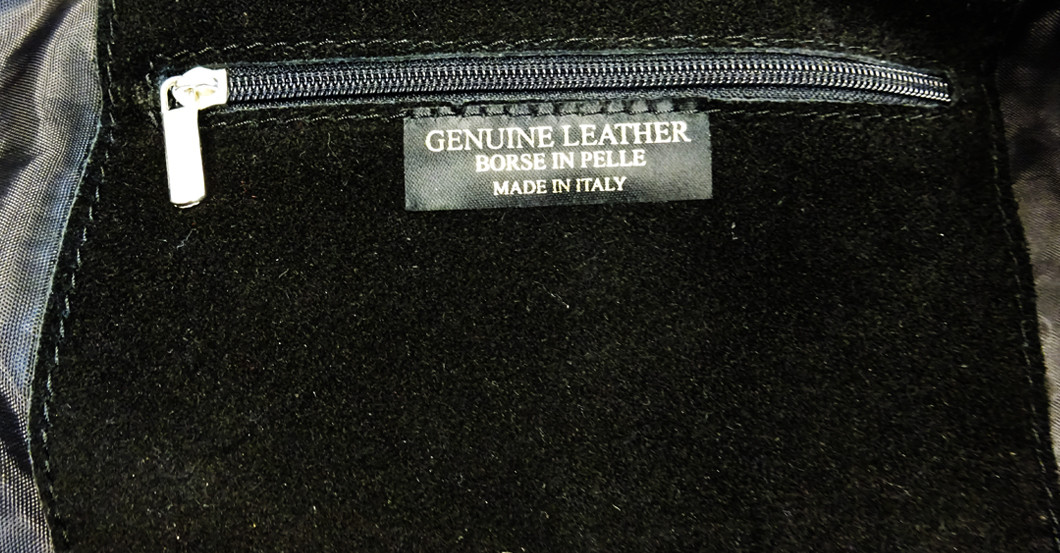 GENUINE LEATHER
BORSE IN PELLE
MADE IN ITALY